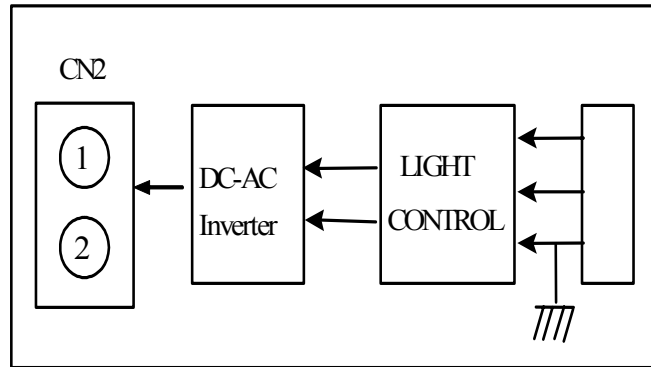 CN2
1
2
DC-AC
Inverter
LIGHT
CONTROL